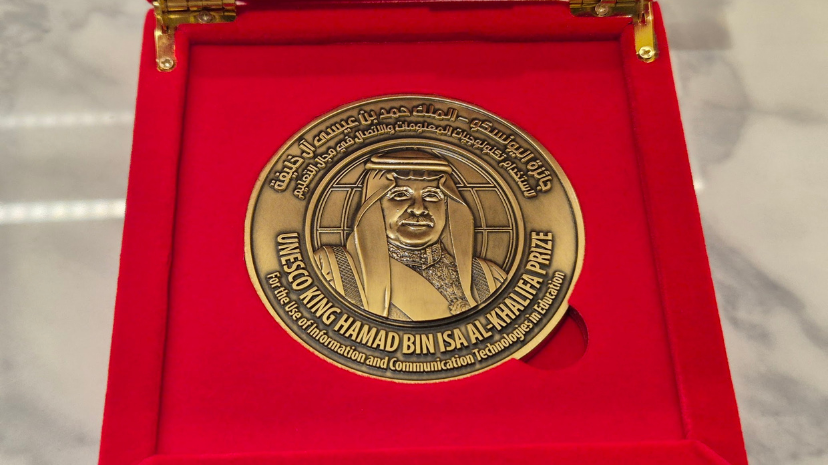 جائزة اليونسكو - الملك حمد بن عيسى آل خليفة
لاستخدام تكنولوجيات المعلومات والاتصال في مجال التعليم
UNESCO KING HAMAD BIN ISA AL-KHALIFA PRIZE
For the Use of Information and Communication Technologies in Education